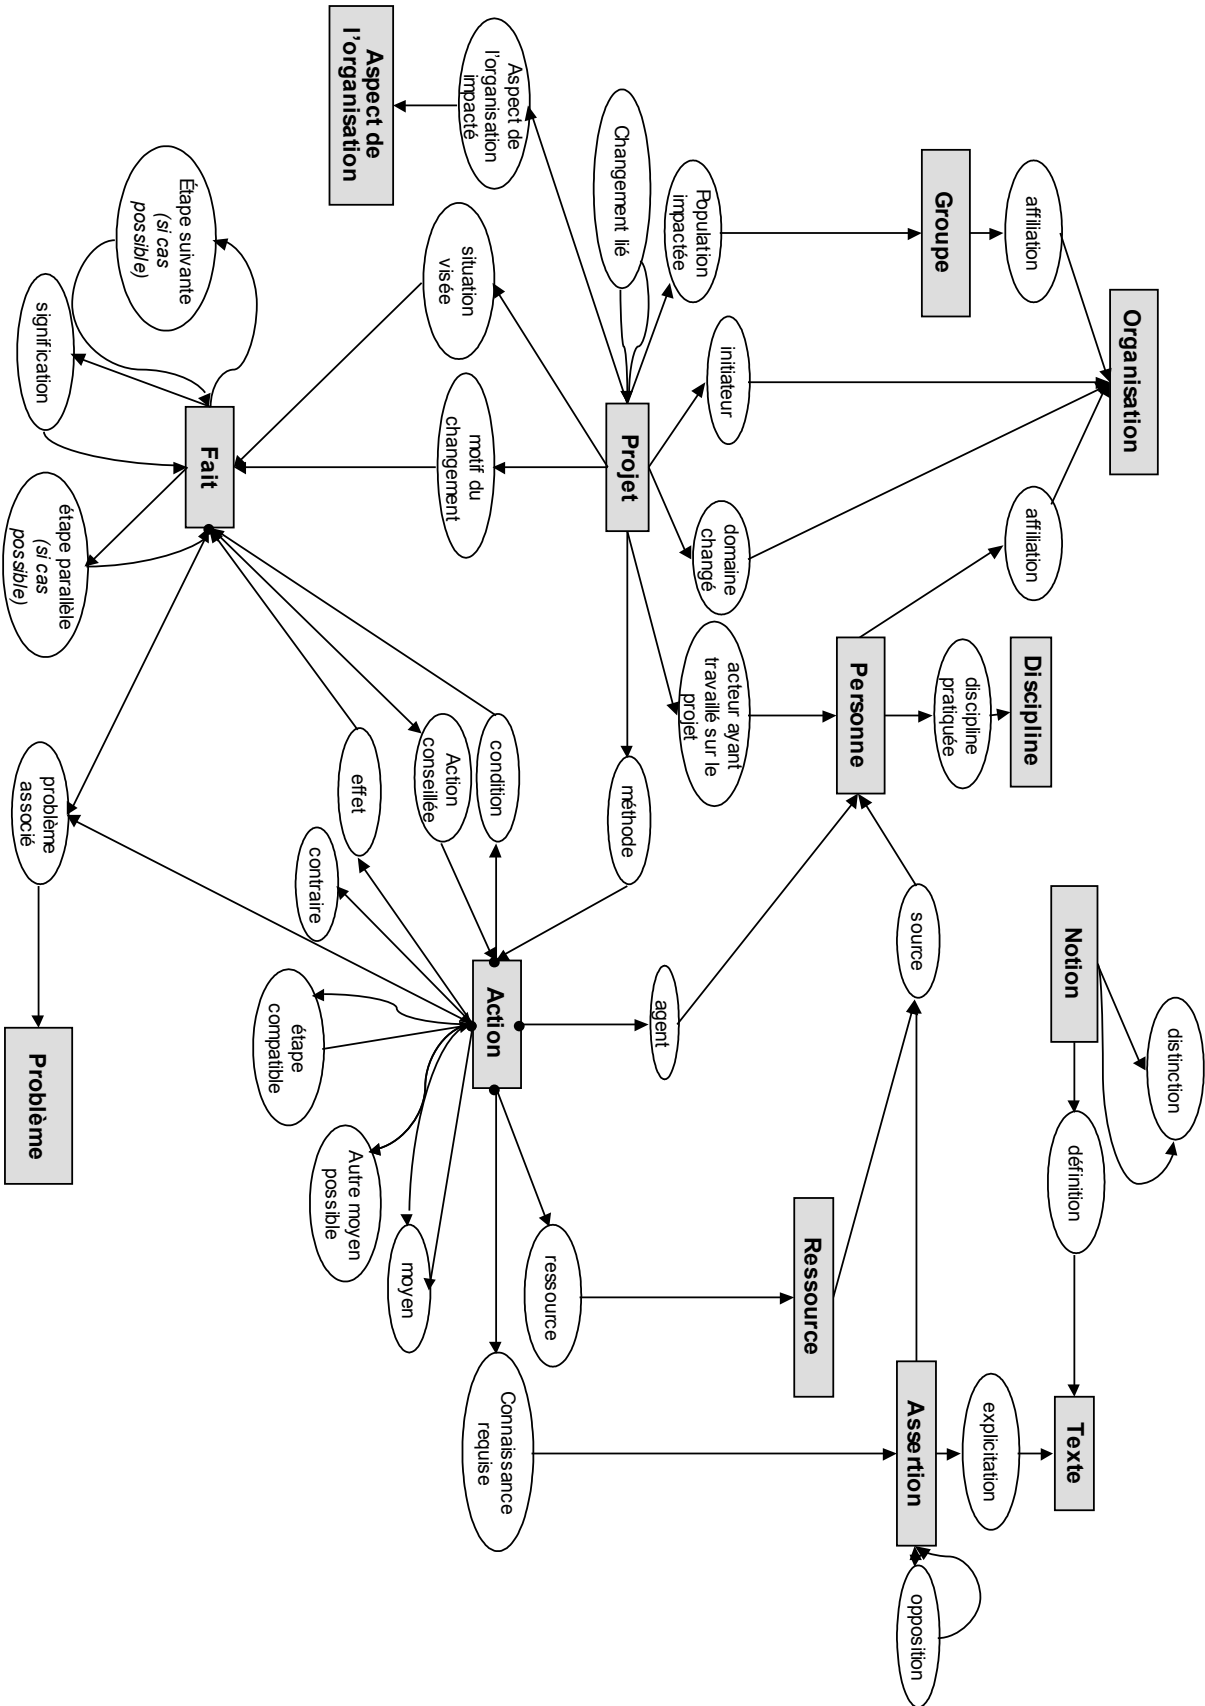 Organisation
affiliation
affiliation
Groupe
Discipline
discipline
pratiquée
Personne
Notion
distinction
définition
Texte
explicitation
Assertion
opposition
source
Ressource
Population
impactée
Changement lié
initiateur
domaine
changé
acteur ayant
travaillé sur le
projet
Projet
méthode
agent
Aspect de
l'organisation
impacté
Aspect de
l'organisation
situation
visée
motif du
changement
condition
Action
conseillée
effet
contraire
Action
ressource
Connaissance
requise
moyen
Autre moyen
possible
étape
compatible
Étape suivante
(si cas
possible)
signification
Fait
étape parallèle
(si cas
possible)
problème
associé
Problème